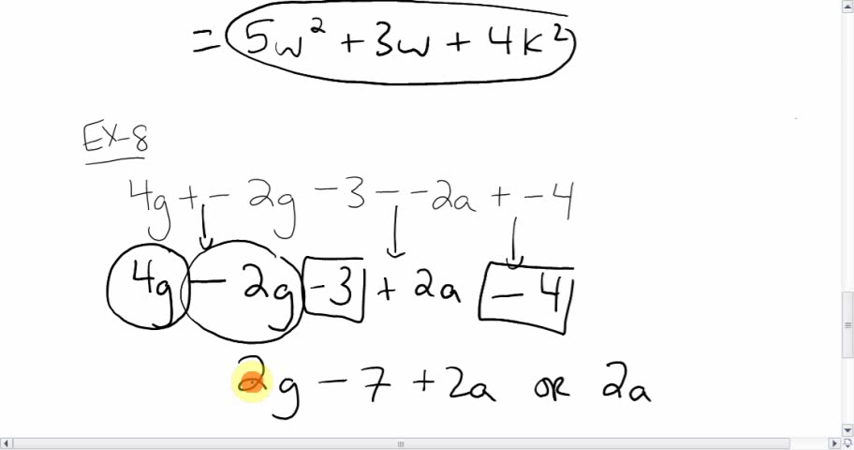 = 5w² + 3w + 4k²
EX-8
4g + - 2g - 3 - - 2a + - 4
4g - 2g - 3 + 2a - 4
2g - 7 + 2a OR 2a